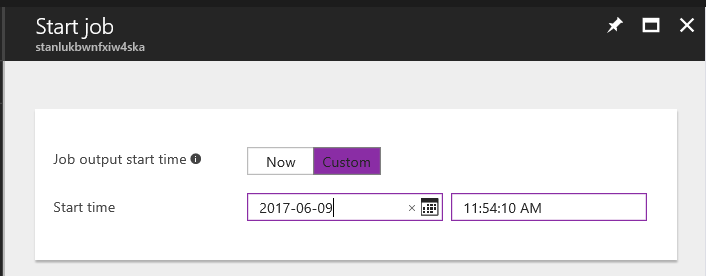 Start job
stanlukbwnfxiw4ska
Job output start time
Now
Custom
Start time
2017-06-09
11:54:10 AM